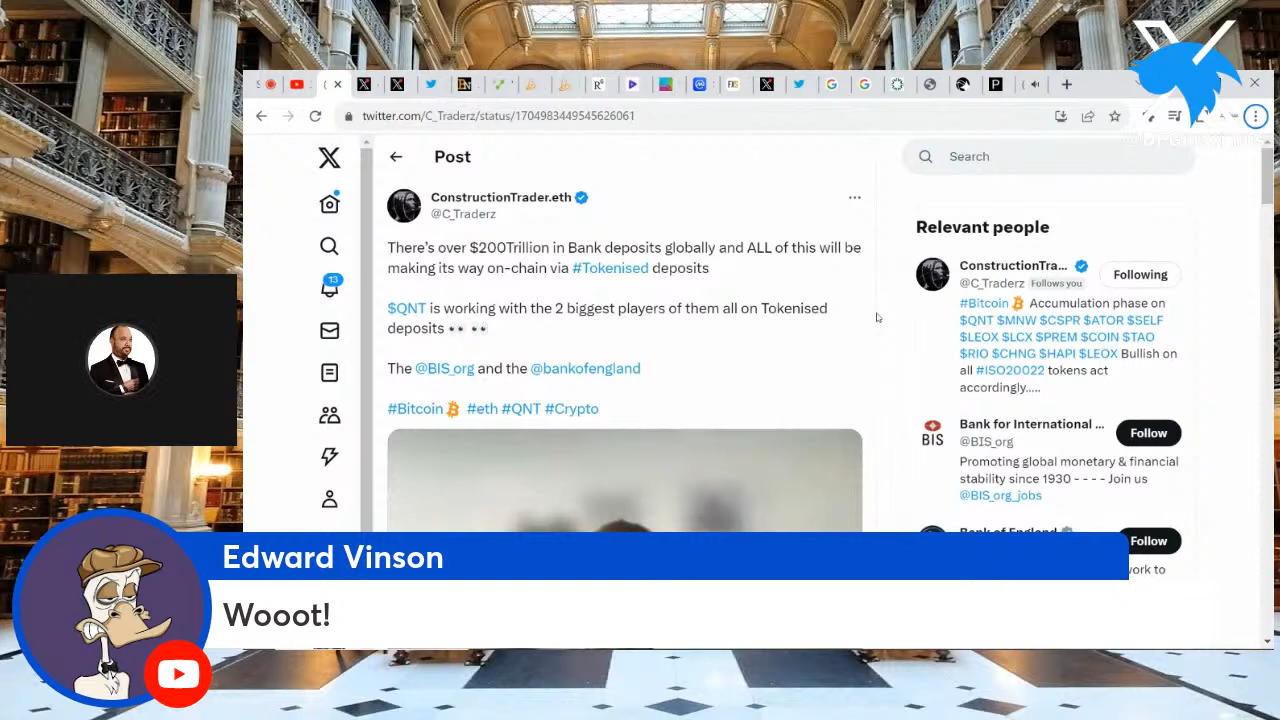 twitter.com/C_Traderz/status/1704983449545626061
Post
Search
ConstructionTrader.eth
@C_Traderz
There's over $200Trillion in Bank deposits globally and ALL of this will be
making its way on-chain via #Tokenised deposits
$QNT is working with the 2 biggest players of them all on Tokenised
deposits 👀 👀
The @BIS_org and the @bankofengland
#Bitcoin #eth #QNT #Crypto
13
Relevant people
ConstructionTra...
@C_Traderz Follows you
Following
#Bitcoin Accumulation phase on
$QNT $MNW $CSPR $ATOR $SELF
$LEOX $LCX $PREM $COIN $TAO
$RIO $CHNG $HAPI $LEOX Bullish on
all #ISO20022 tokens act
accordingly.....
Bank for International ...
@BIS_org
Follow
Promoting global monetary & financial
stability since 1930 - - - - Join us
@BIS_org_jobs
Bank of England
Follow
work to
Edward Vinson
Wooot!